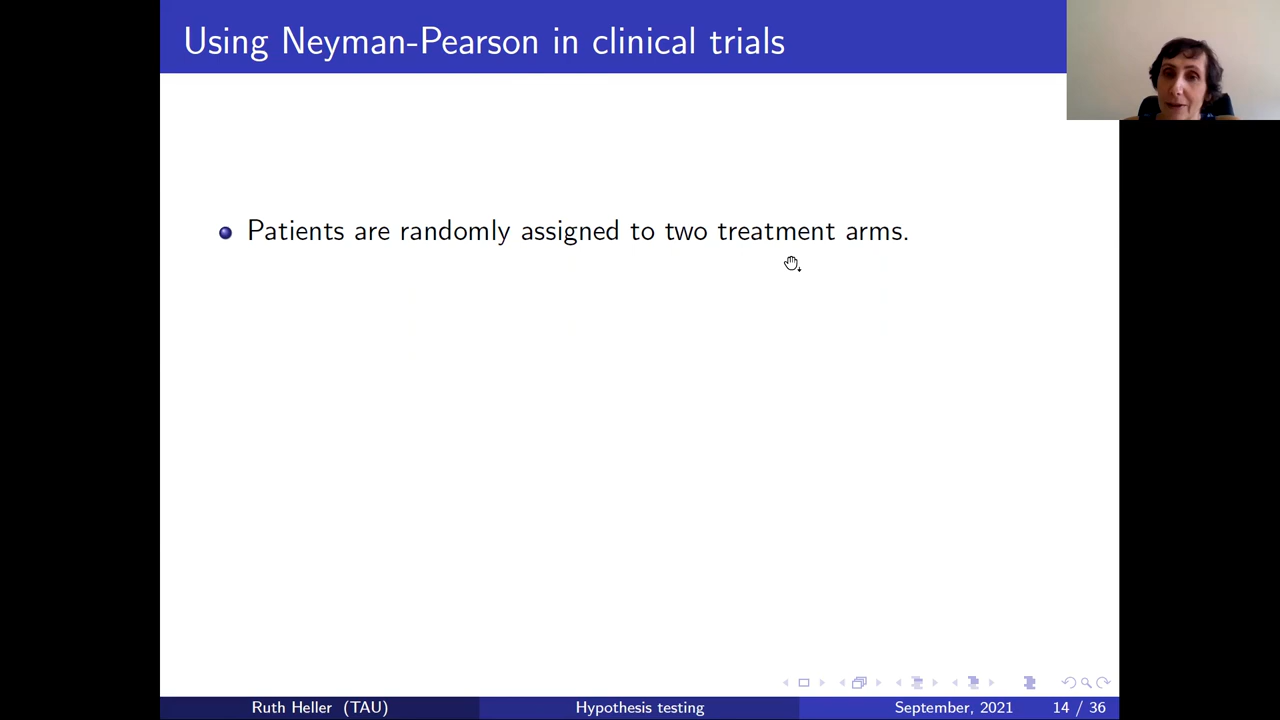 Using Neyman-Pearson in clinical trials
Patients are randomly assigned to two treatment arms.
Ruth Heller (TAU) Hypothesis testing September, 2021 14 / 36